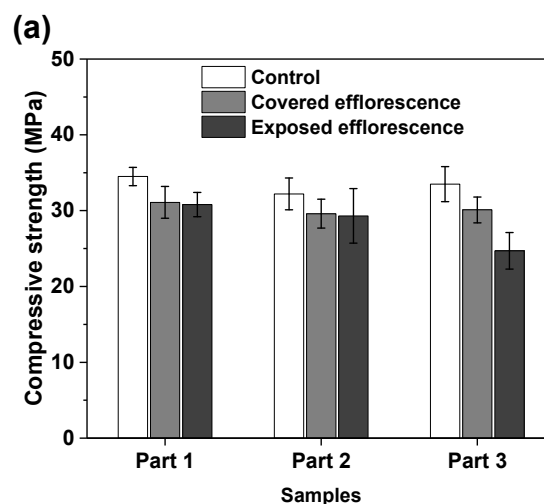 (a)
Compressive strength (MPa)
50
40
30
20
10
0
Control
Covered efflorescence
Exposed efflorescence
Part 1 Part 2 Part 3
Samples